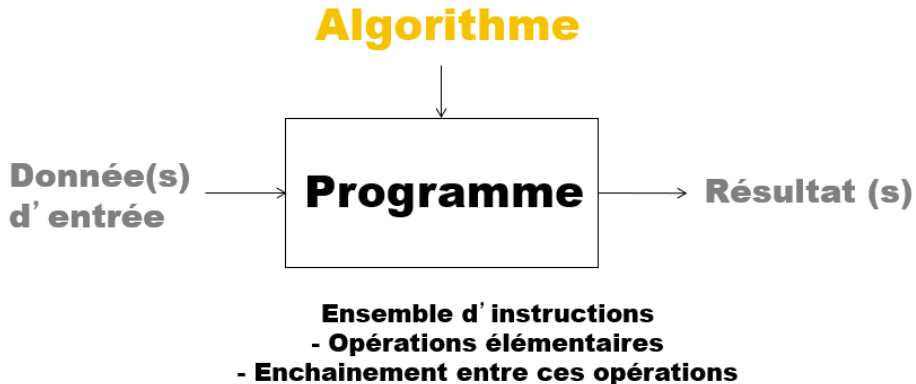 Algorithme
Donnée(s)
d’ entrée
Programme
Résultat (s)
Ensemble d’ instructions
- Opérations élémentaires
- Enchainement entre ces opérations